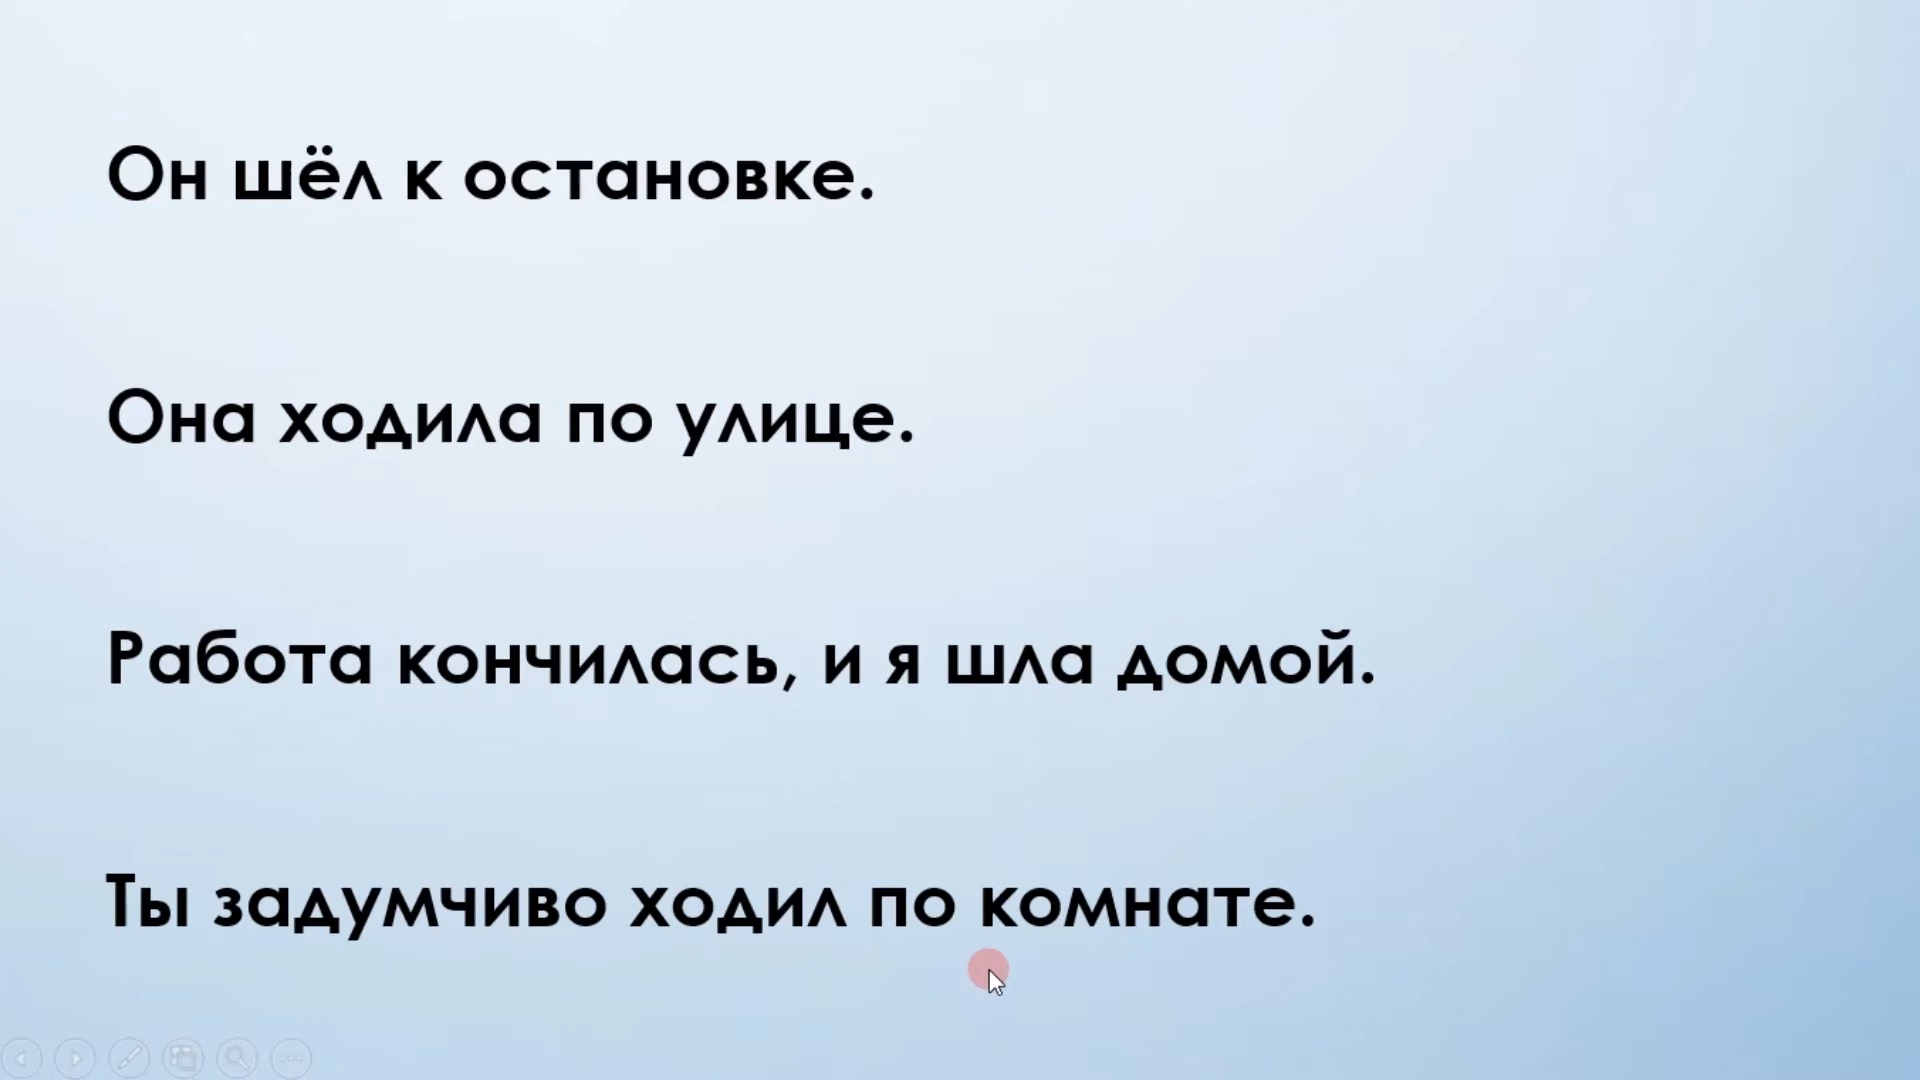 Он шёл к остановке.
Она ходила по улице.
Работа кончилась, и я шла домой.
Ты задумчиво ходил по комнате.